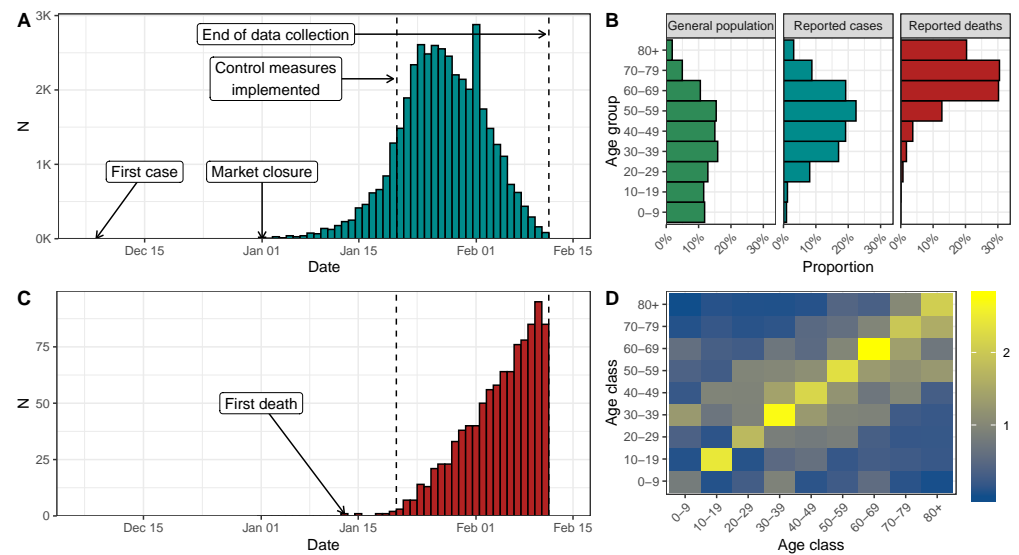 A
3K
2K
1K
0K
N
End of data collection
Control measures
implemented
First case
Market closure
Dec 15
Jan 01
Jan 15
Feb 01
Feb 15
Date
B
General population
Reported cases
Reported deaths
80+
70–79
60–69
50–59
40–49
30–39
20–29
10–19
0–9
Age group
0%
10%
20%
30%
0%
10%
20%
30%
0%
10%
20%
30%
Proportion
C
75
50
25
0
N
First death
Dec 15
Jan 01
Jan 15
Feb 01
Feb 15
Date
D
80+
70–79
60–69
50–59
40–49
30–39
20–29
10–19
0–9
Age class
0–9
10–19
20–29
30–39
40–49
50–59
60–69
70–79
80+
Age class
2
1